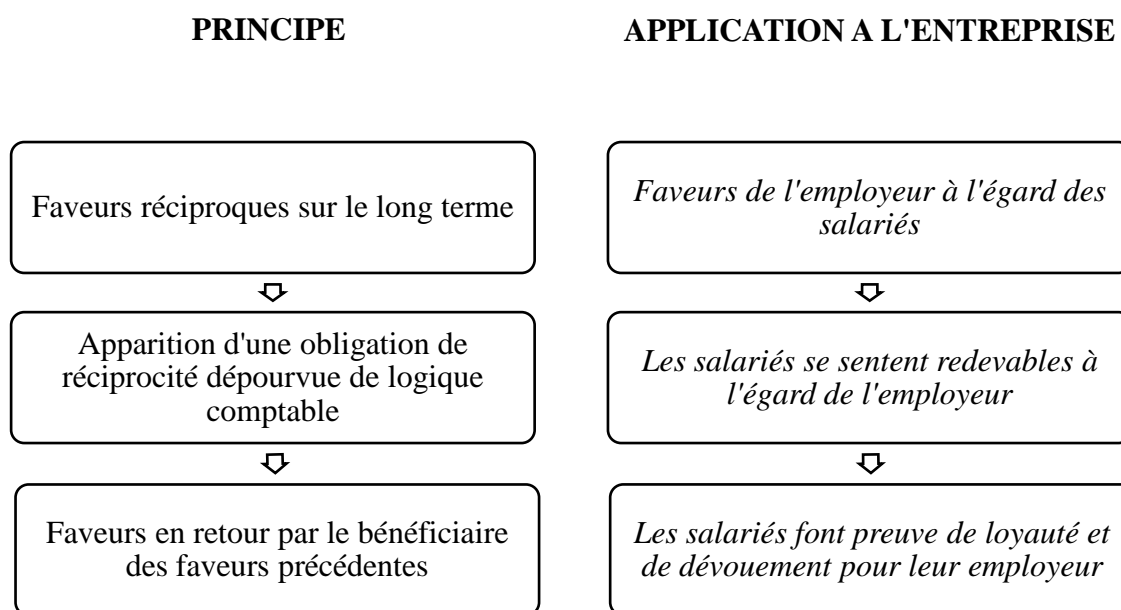 PRINCIPE
APPLICATION A L'ENTREPRISE
Faveurs réciproques sur le long terme
Faveurs de l'employeur à l'égard des
salariés
Apparition d'une obligation de
réciprocité dépourvue de logique
comptable
Les salariés se sentent redevables à
l'égard de l'employeur
Faveurs en retour par le bénéficiaire
des faveurs précédentes
Les salariés font preuve de loyauté et
de dévouement pour leur employeur